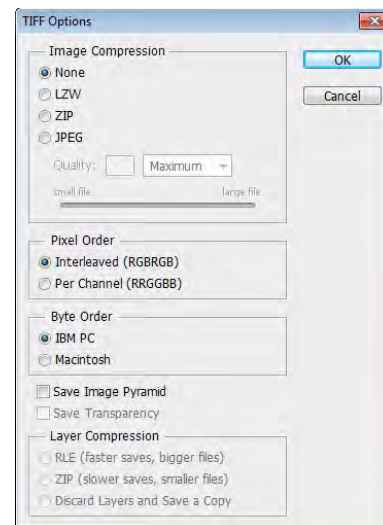 TIFF Options
Image Compression
None
LZW
ZIP
JPEG
Quality:
Maximum
small file
large file
OK
Cancel
Pixel Order
Interleaved (RGBRGB)
Per Channel (RRGGBB)
Byte Order
IBM PC
Macintosh
Save Image Pyramid
Save Transparency
Layer Compression
RLE (faster saves, bigger files)
ZIP (slower saves, smaller files)
Discard Layers and Save a Copy